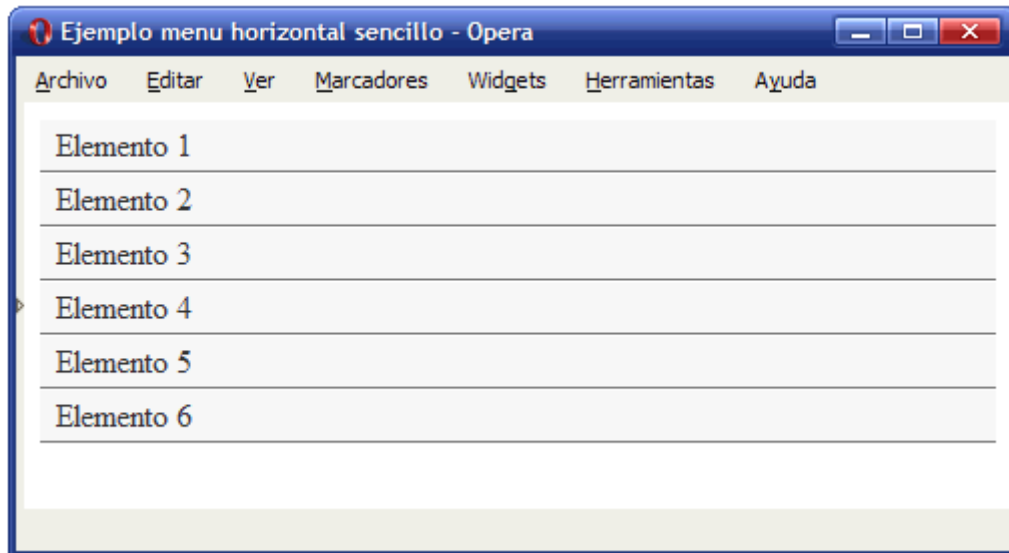 Ejemplo menu horizontal sencillo - Opera
Archivo Editar Ver Marcadores Widgets Herramientas Ayuda
Elemento 1
Elemento 2
Elemento 3
Elemento 4
Elemento 5
Elemento 6